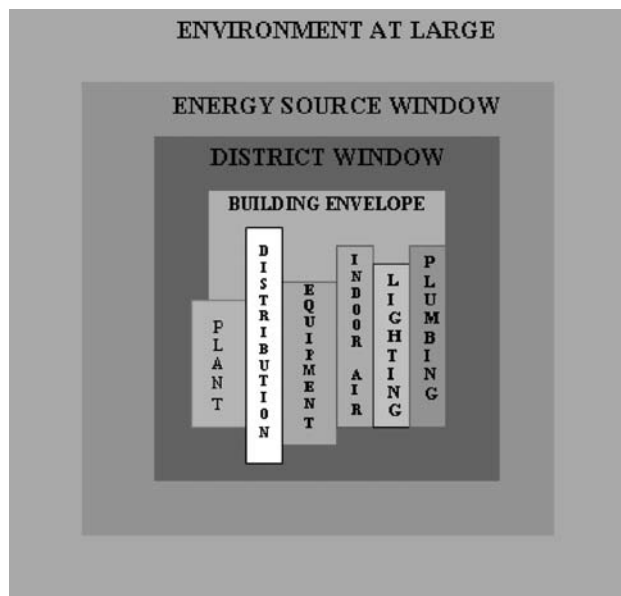 ENVIRONMENT AT LARGE
ENERGY SOURCE WINDOW
DISTRICT WINDOW
BUILDING ENVELOPE
PLANT
DISTRIBUTION
EQUIPMENT
INDOOR AIR
LIGHTING
PLUMBING